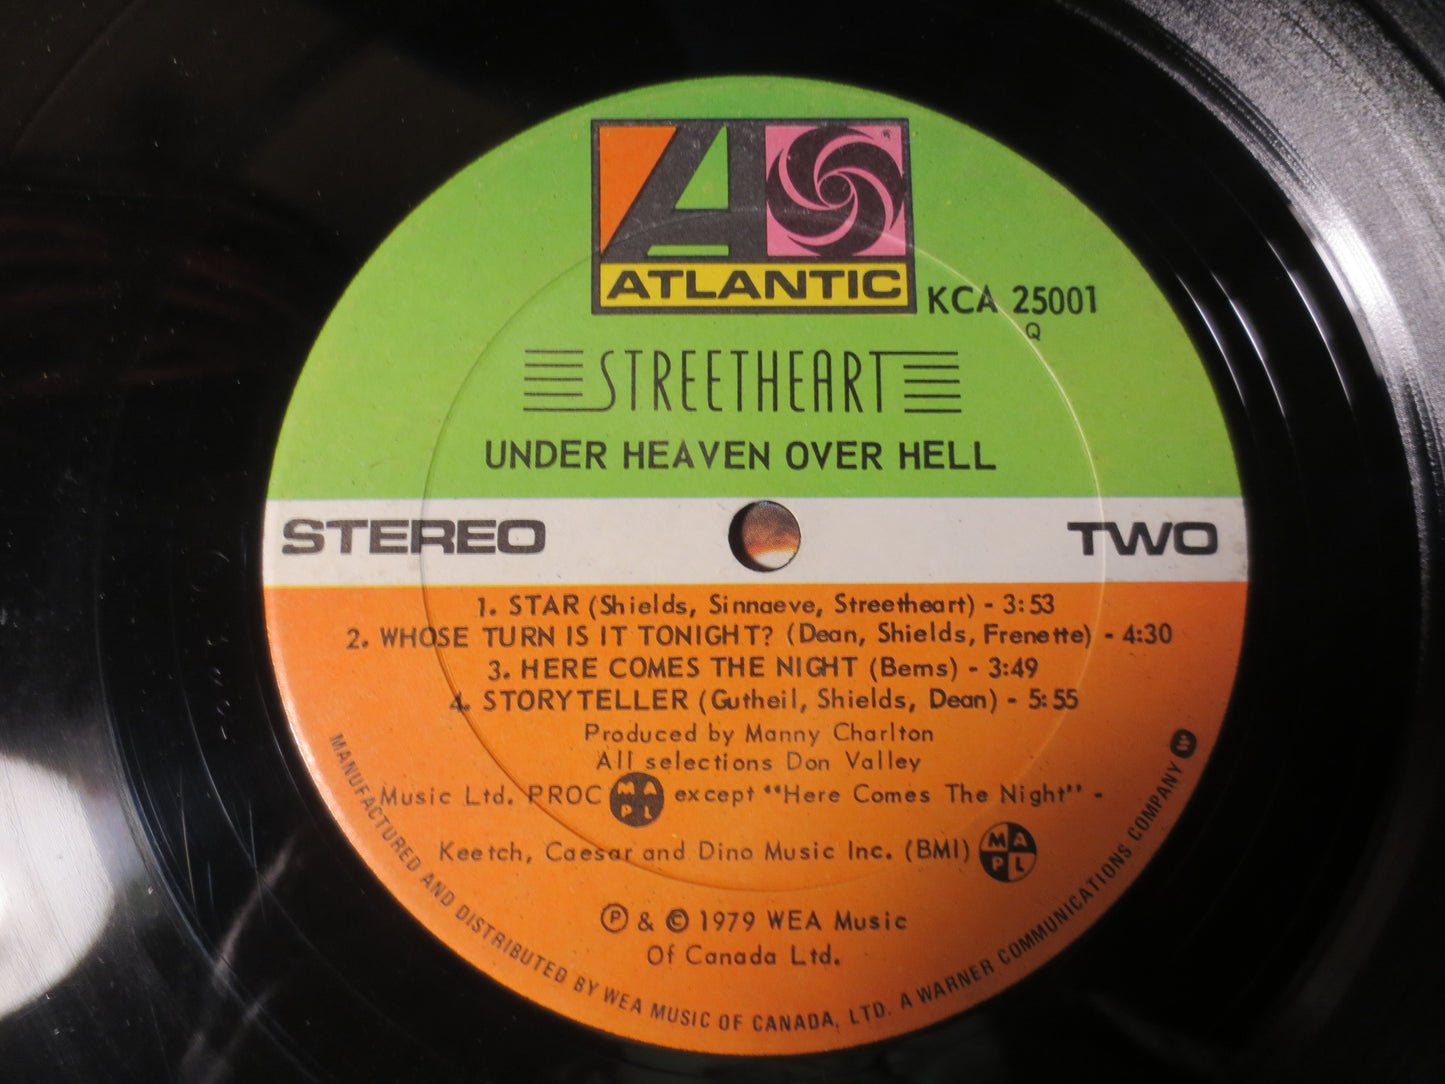 ATLANTIC
®
KCA 25001
Q
STREETHEART
UNDER HEAVEN OVER HELL
STEREO
TWO
1. STAR (Shields, Sinnaeve, Streetheart) - 3:53
2. WHOSE TURN IS IT TONIGHT? (Dean, Shields, Frenette) - 4:30
3. HERE COMES THE NIGHT (Berns) - 3:49
4. STORYTELLER (Gutheil, Shields, Dean) - 5:55
Produced by Manny Charlton
All selections Don Valley
Music Ltd. PROC MAPL except "Here Comes The Night" -
Keetch, Caesar and Dino Music Inc. (BMI) MAPL
℗ & © 1979 WEA Music
Of Canada Ltd.
MANUFACTURED AND DISTRIBUTED BY WEA MUSIC OF CANADA, LTD. A WARNER COMMUNICATIONS COMPANY